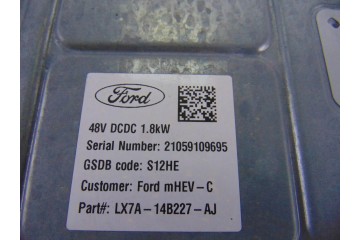 Ford
48V DCDC 1.8kW
Serial Number: 21059109695
GSDB code: S12HE
Customer: Ford mHEV-C
Part#: LX7A-14B227-AJ